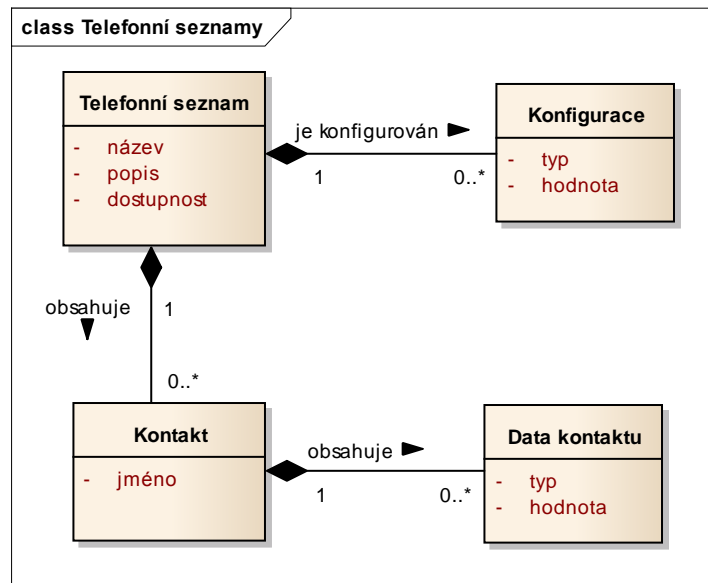 class Telefonní seznamy
Telefonní seznam
- název
- popis
- dostupnost
je konfigurován
1
0..*
Konfigurace
- typ
- hodnota
obsahuje
1
0..*
Kontakt
- jméno
obsahuje
1
0..*
Data kontaktu
- typ
- hodnota